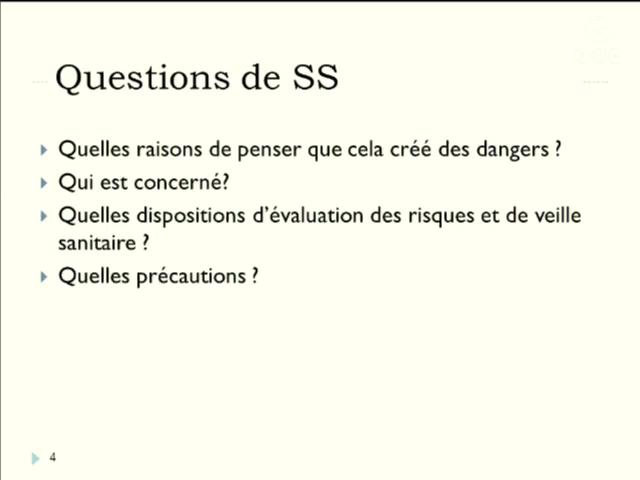 Questions de SS
Quelles raisons de penser que cela créé des dangers ?
Qui est concerné?
Quelles dispositions d'évaluation des risques et de veille
sanitaire ?
Quelles précautions ?
4